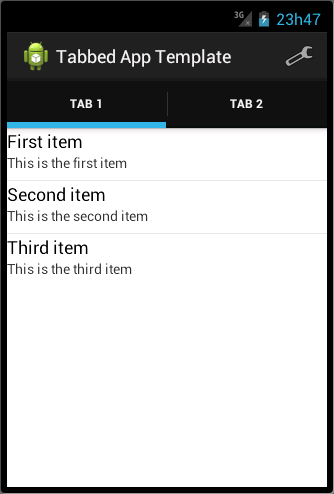 3G 23h47
Tabbed App Template
TAB 1 TAB 2
First item
This is the first item
Second item
This is the second item
Third item
This is the third item